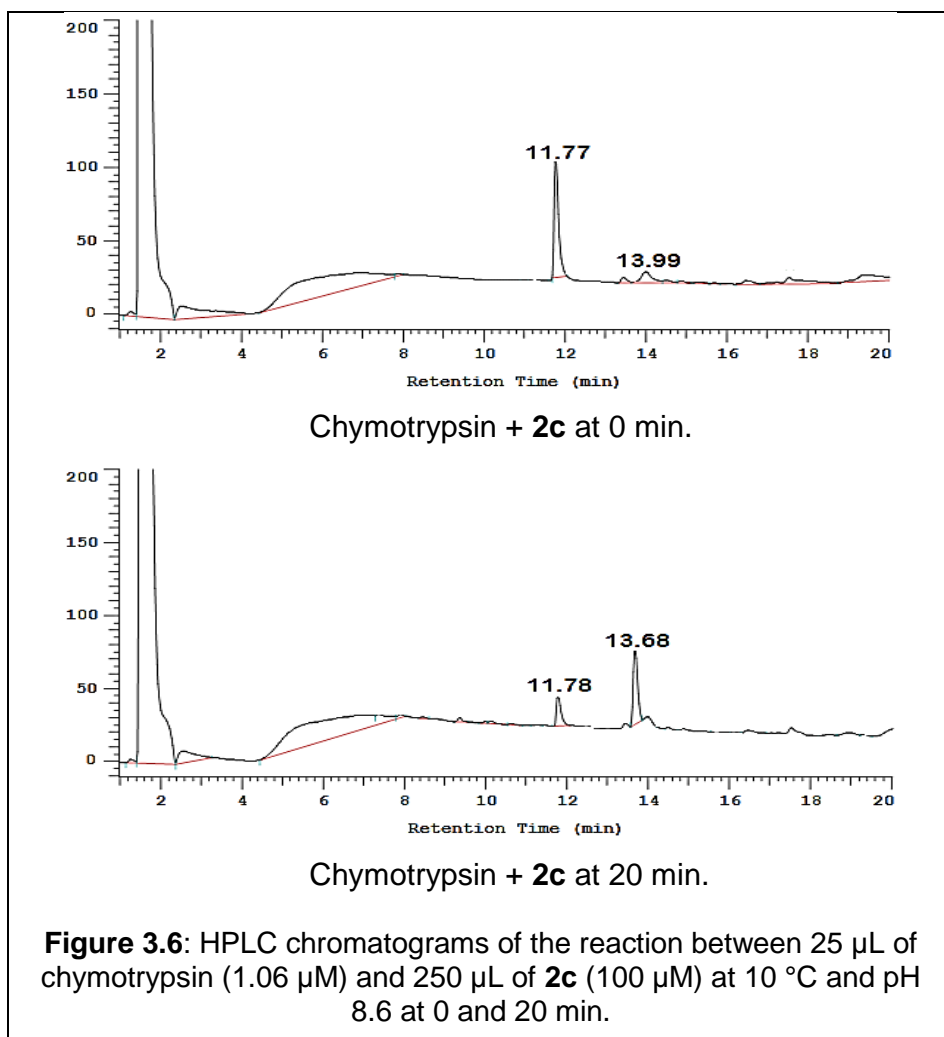 200
150
100
50
0
11.77
13.99
2 4 6 8 10 12 14 16 18 20
Retention Time (min)
Chymotrypsin + 2c at 0 min.
200
150
100
50
0
11.78
13.68
2 4 6 8 10 12 14 16 18 20
Retention Time (min)
Chymotrypsin + 2c at 20 min.
Figure 3.6: HPLC chromatograms of the reaction between 25 µL of
chymotrypsin (1.06 µM) and 250 µL of 2c (100 µM) at 10 °C and pH
8.6 at 0 and 20 min.